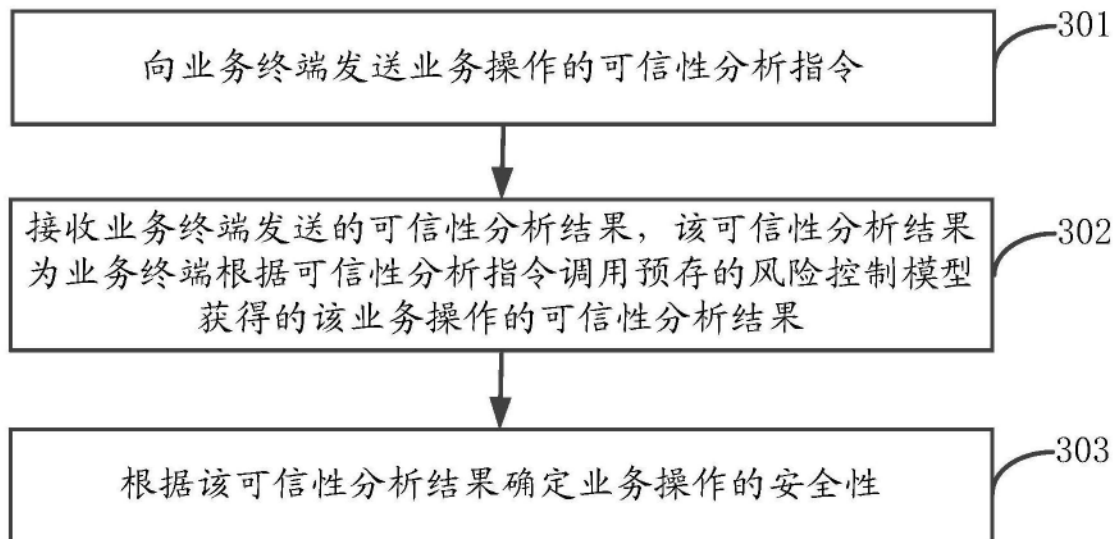 301
向业务终端发送业务操作的可信性分析指令
接收业务终端发送的可信性分析结果，该可信性分析结果
302
为业务终端根据可信性分析指令调用预存的风险控制模型
获得的该业务操作的可信性分析结果
303
根据该可信性分析结果确定业务操作的安全性